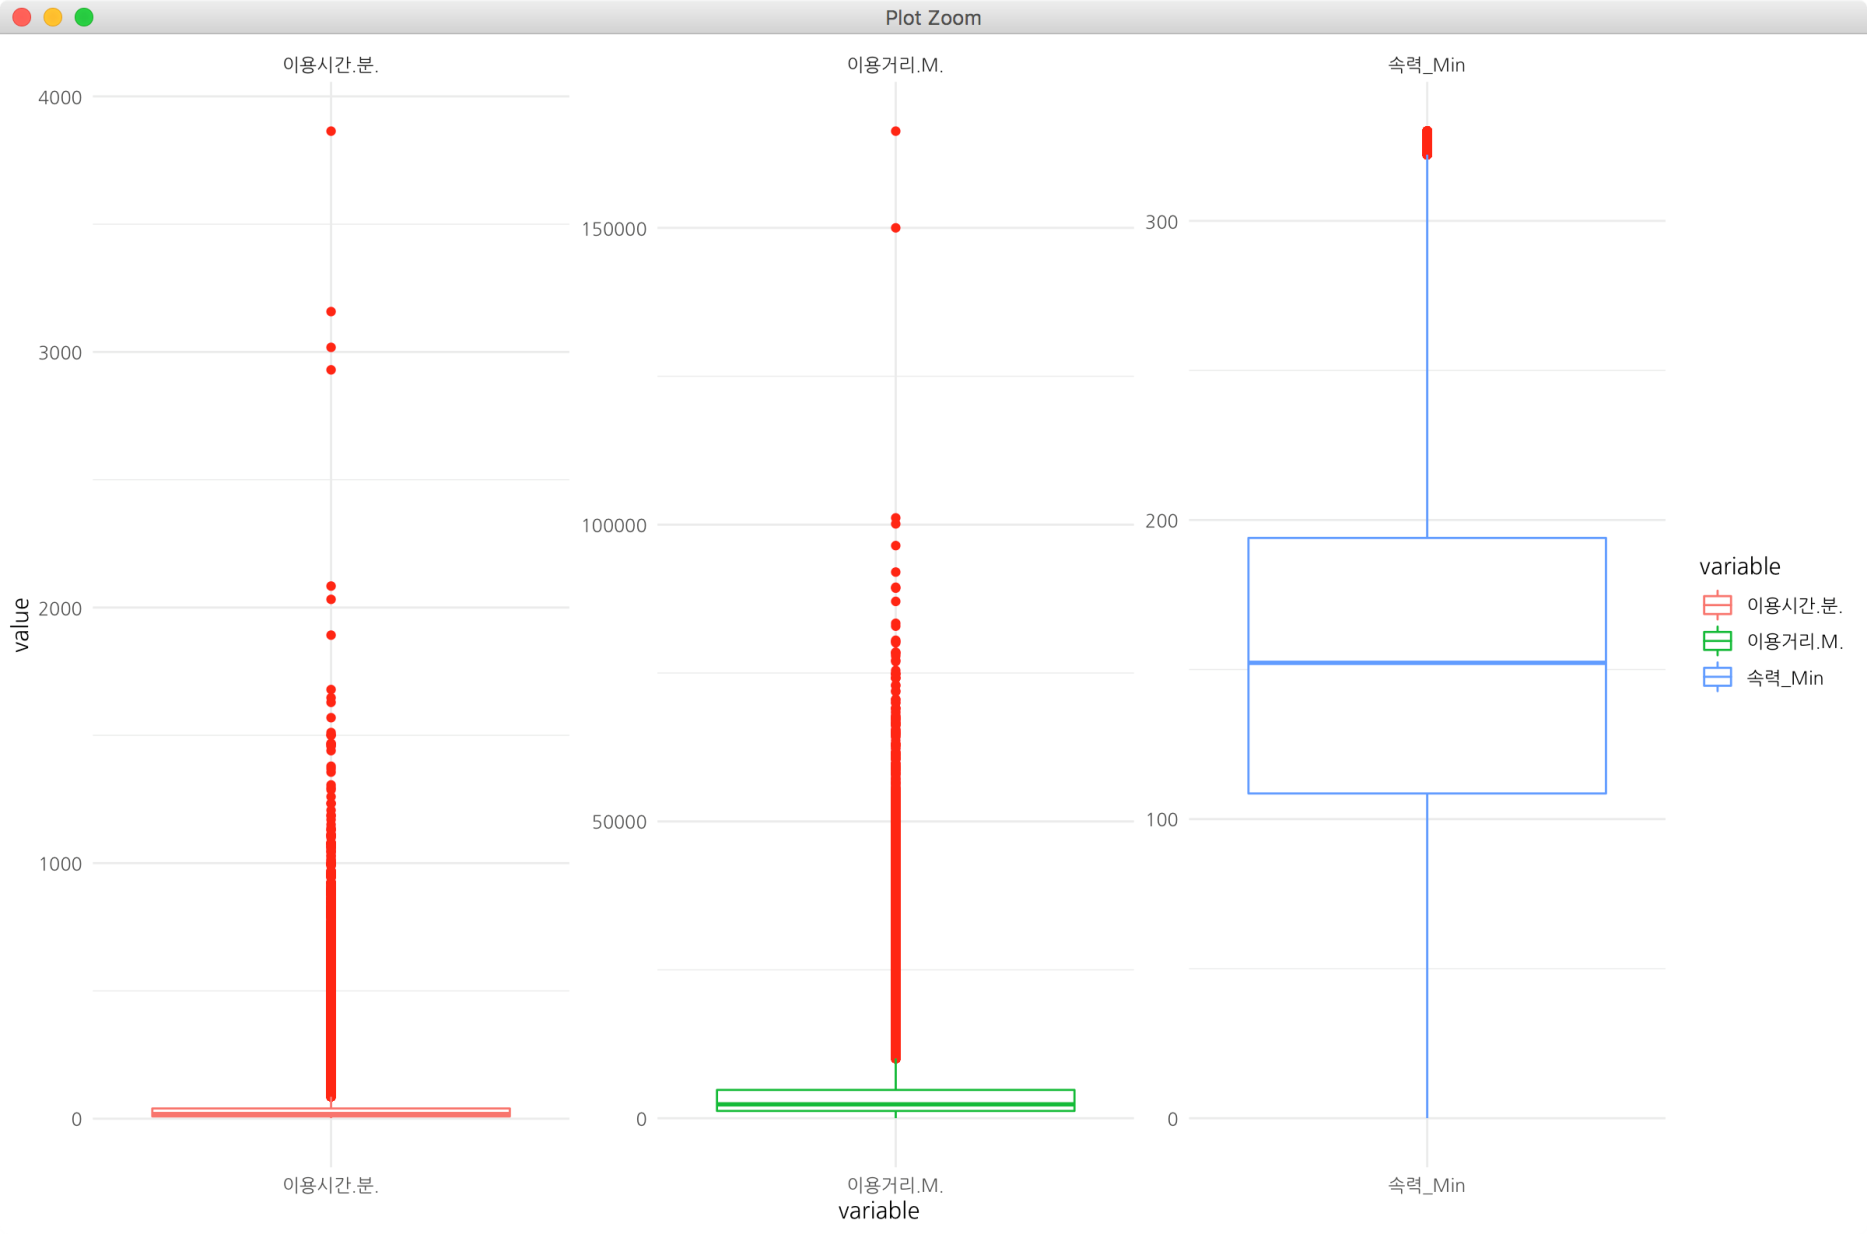 Plot Zoom
이용시간.분.
이용거리.M.
속력_Min
value
4000
3000
2000
1000
0
150000
100000
50000
0
300
200
100
0
이용시간.분.
이용거리.M.
속력_Min
variable
variable
이용시간.분.
이용거리.M.
속력_Min